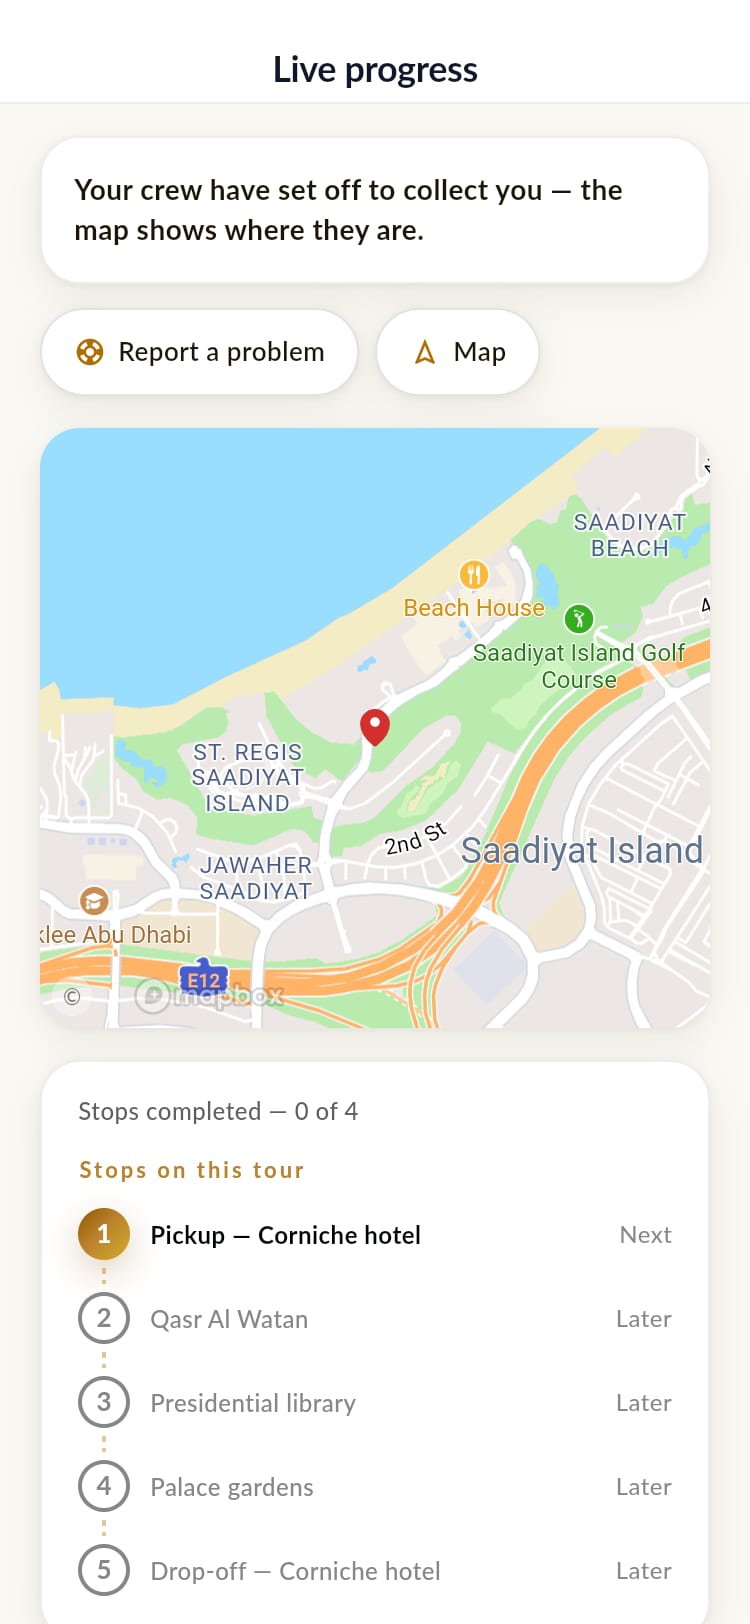 Live progress
Your crew have set off to collect you — the
map shows where they are.
Report a problem
Map
SAADIYAT
BEACH
Beach House
Saadiyat Island Golf
Course
ST. REGIS
SAADIYAT
ISLAND
2nd St
Saadiyat Island
JAWAHER
SAADIYAT
klee Abu Dhabi
E12
© mapbox
Stops completed — 0 of 4
Stops on this tour
1 Pickup — Corniche hotel Next
2 Qasr Al Watan Later
3 Presidential library Later
4 Palace gardens Later
5 Drop-off — Corniche hotel Later